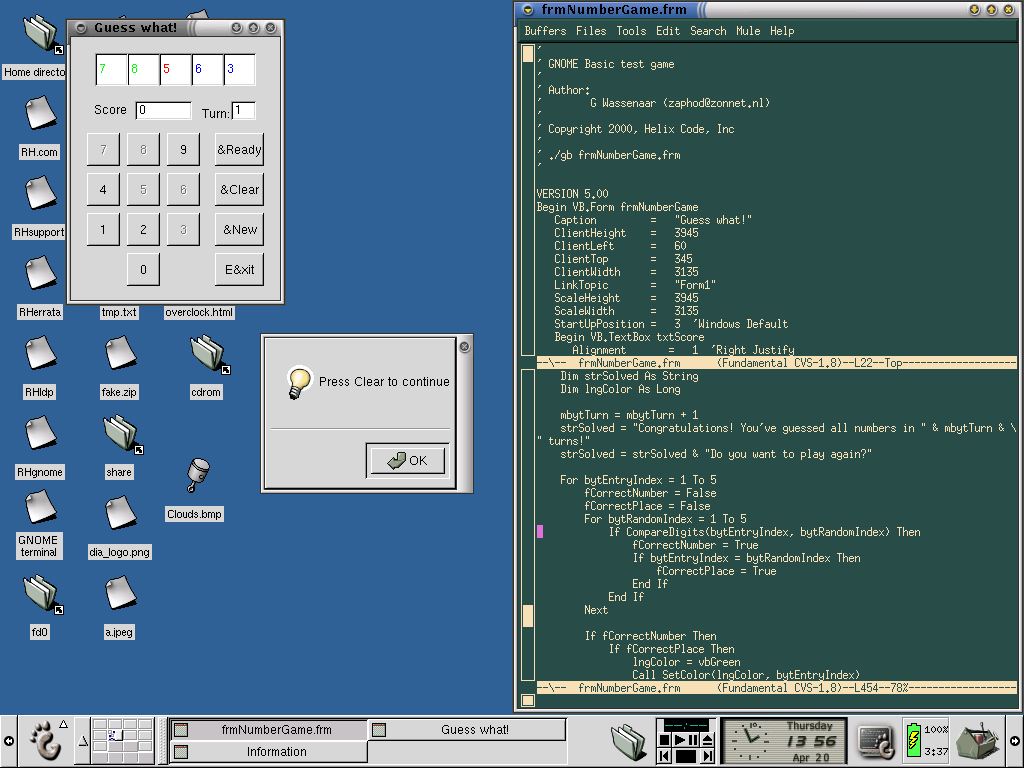 Guess what!
7 8 5 6 3
Score 0 Turn: 1
7 8 9 &Ready
4 5 6 &Clear
1 2 3 &New
0 E&xit
Home directo
RH.com
RHsupport
RHerrata
tmp.txt
overclock.html
RHldp
fake.zip
cdrom
RHgnome
share
Clouds.bmp
GNOME
terminal
dia_logo.png
fd0
a.jpeg
Press Clear to continue
OK
frmNumberGame.frm
Buffers Files Tools Edit Search Mule Help
'
' GNOME Basic test game
'
' Author:
'        G Wassenaar (zaphod@zonnet.nl)
'
' Copyright 2000, Helix Code, Inc
'
' ./gb frmNumberGame.frm
'
VERSION 5.00
Begin VB.Form frmNumberGame
   Caption         =   "Guess what!"
   ClientHeight    =   3945
   ClientLeft      =   60
   ClientTop       =   345
   ClientWidth     =   3135
   LinkTopic       =   "Form1"
   ScaleHeight     =   3945
   ScaleWidth      =   3135
   StartUpPosition =   3  'Windows Default
   Begin VB.TextBox txtScore
      Alignment       =   1  'Right Justify
--\--  frmNumberGame.frm      (Fundamental CVS-1.8)--L22--Top-------------------
    Dim strSolved As String
    Dim lngColor As Long
    mbytTurn = mbytTurn + 1
    strSolved = "Congratulations! You've guessed all numbers in " & mbytTurn & \
" turns!"
    strSolved = strSolved & "Do you want to play again?"
    For bytEntryIndex = 1 To 5
        fCorrectNumber = False
        fCorrectPlace = False
        For bytRandomIndex = 1 To 5
            If CompareDigits(bytEntryIndex, bytRandomIndex) Then
                fCorrectNumber = True
                If bytEntryIndex = bytRandomIndex Then
                    fCorrectPlace = True
                End If
            End If
        Next
        If fCorrectNumber Then
            If fCorrectPlace Then
                lngColor = vbGreen
                Call SetColor(lngColor, bytEntryIndex)
--\--  frmNumberGame.frm      (Fundamental CVS-1.8)--L454--78%------------------
frmNumberGame.frm
Guess what!
Information
Thursday
13 56
Apr 20
100%
3:37